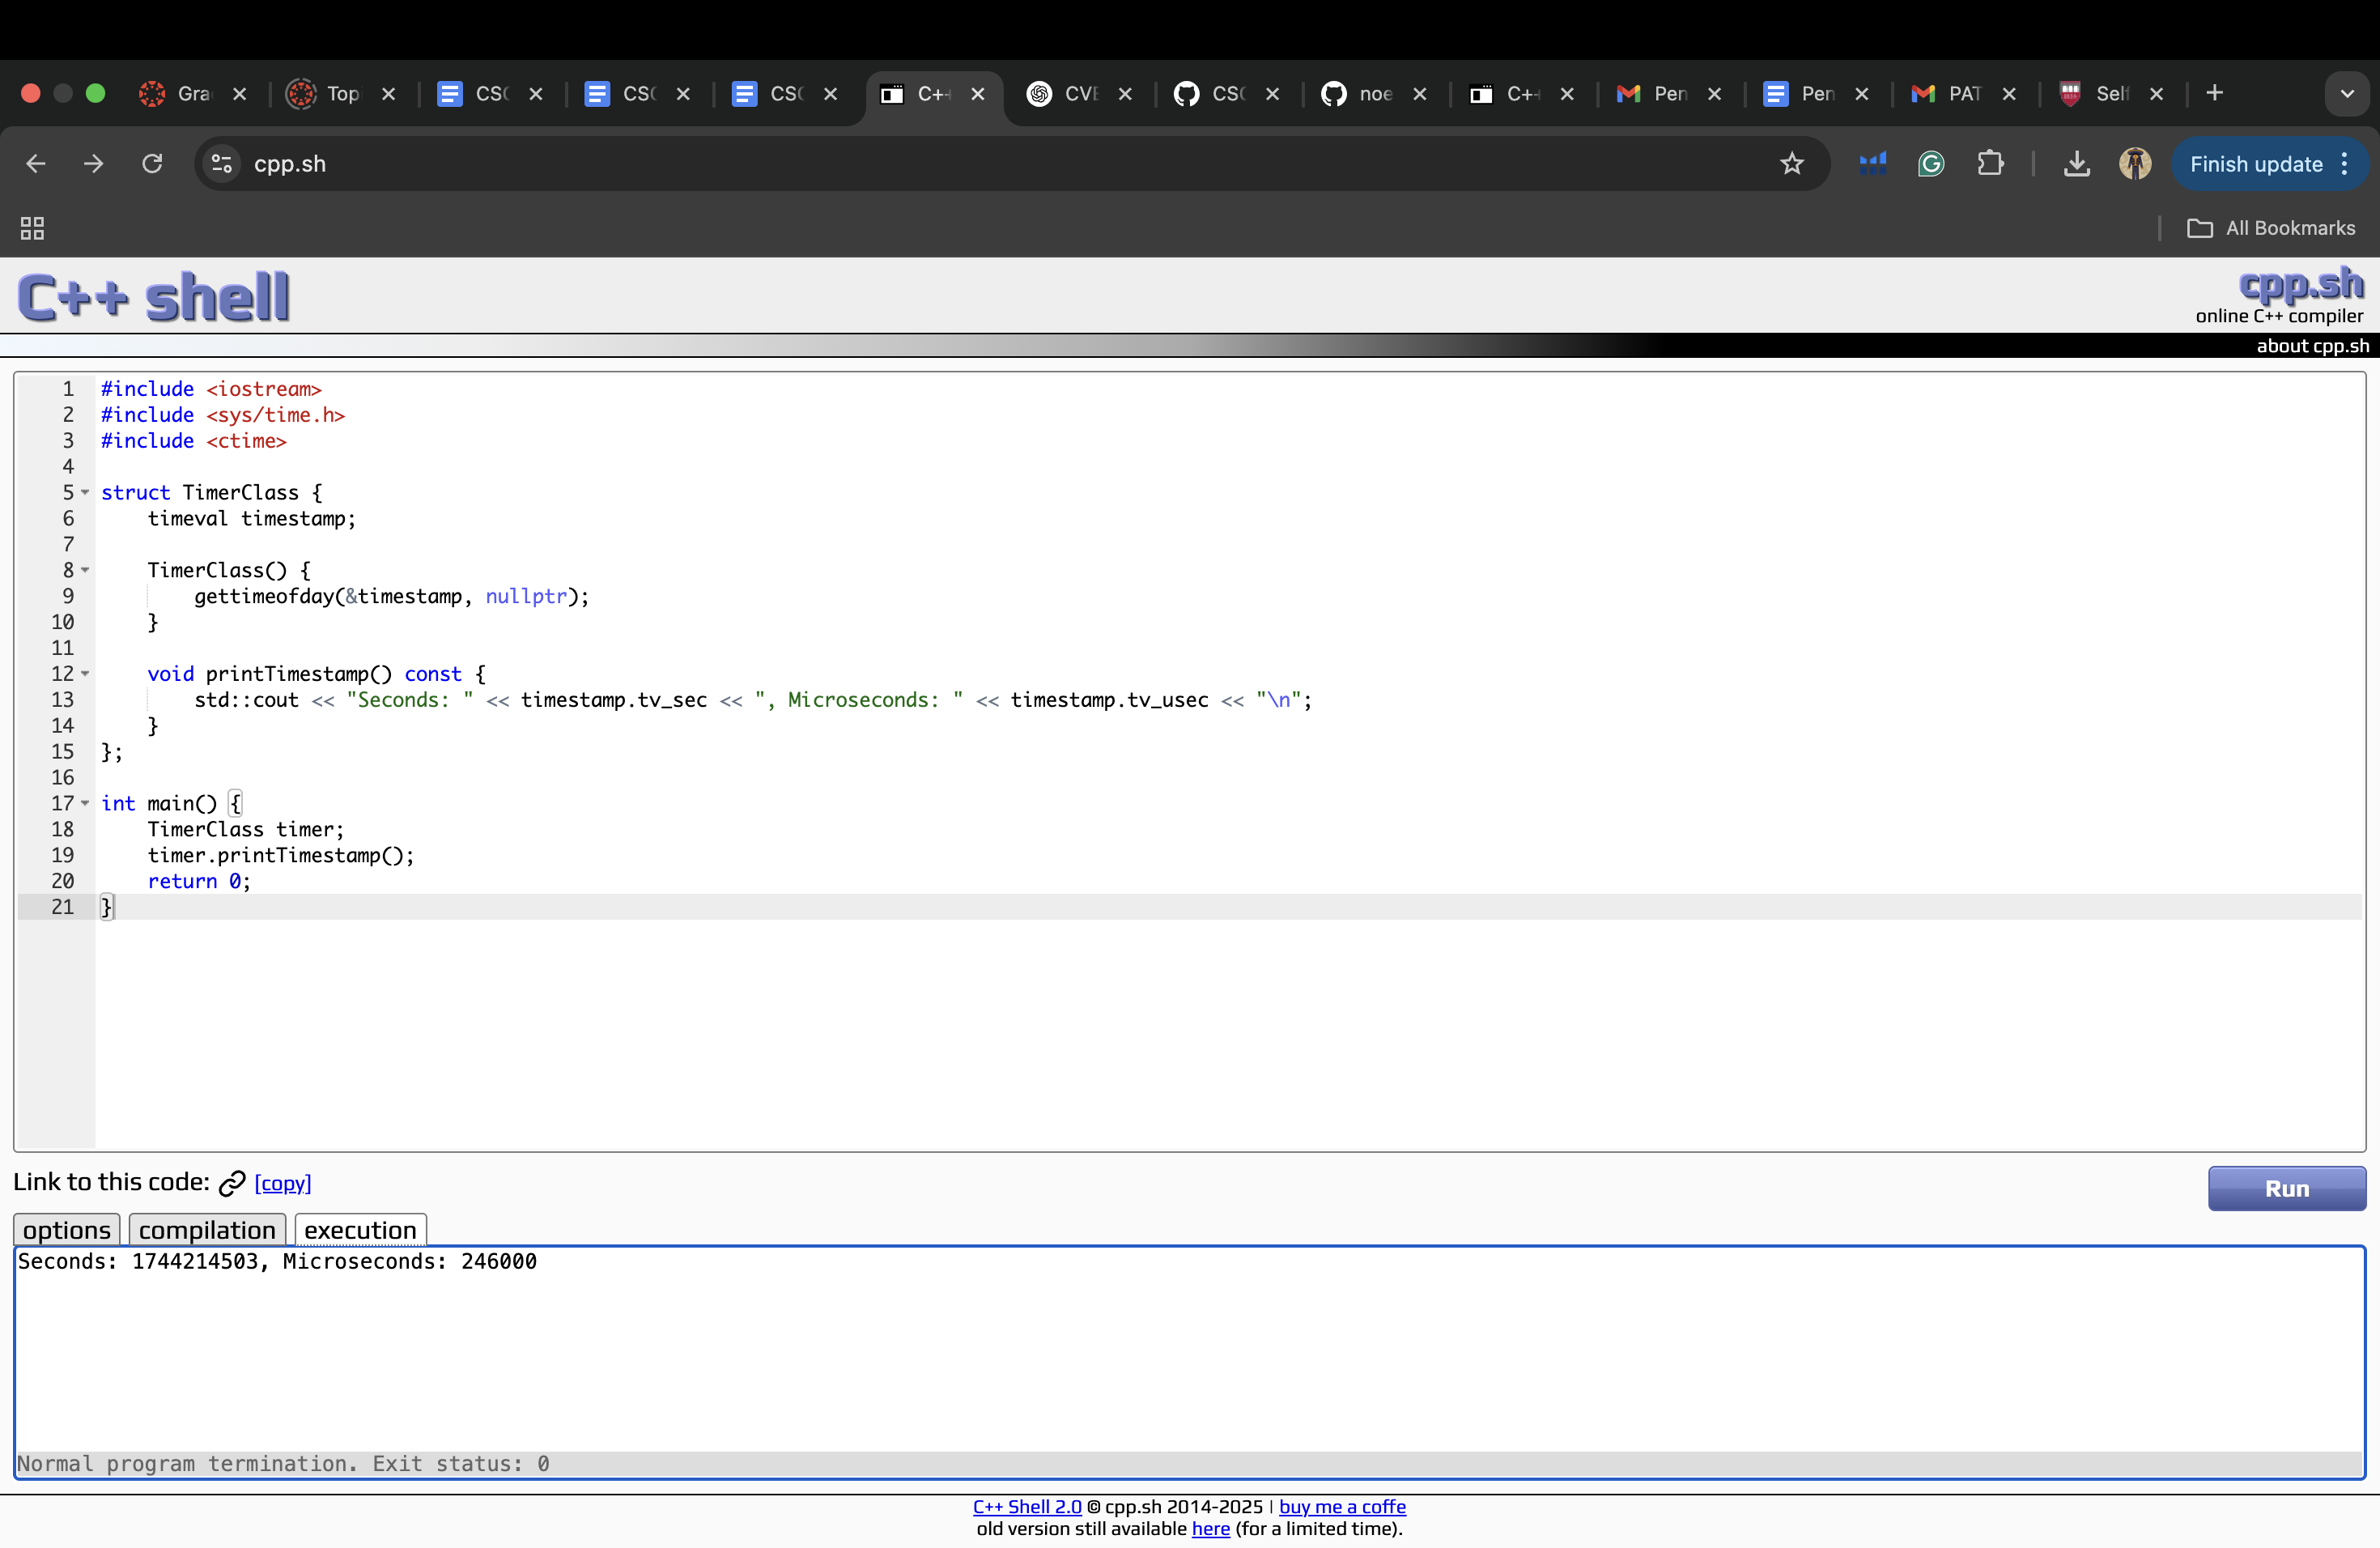 Gra Top CSC CSC CSC C++ CVE CSC noe C++ Pen Pen PAT Self
cpp.sh Finish update
All Bookmarks
C++ shell cpp.sh
online C++ compiler
about cpp.sh
1 #include <iostream>
2 #include <sys/time.h>
3 #include <ctime>
4
5 struct TimerClass {
6     timeval timestamp;
7
8     TimerClass() {
9         gettimeofday(&timestamp, nullptr);
10     }
11
12     void printTimestamp() const {
13         std::cout << "Seconds: " << timestamp.tv_sec << ", Microseconds: " << timestamp.tv_usec << "\n";
14     }
15 };
16
17 int main() {
18     TimerClass timer;
19     timer.printTimestamp();
20     return 0;
21 }
Link to this code: [copy] Run
options compilation execution
Seconds: 1744214503, Microseconds: 246000
Normal program termination. Exit status: 0
C++ Shell 2.0 © cpp.sh 2014-2025 | buy me a coffe
old version still available here (for a limited time).